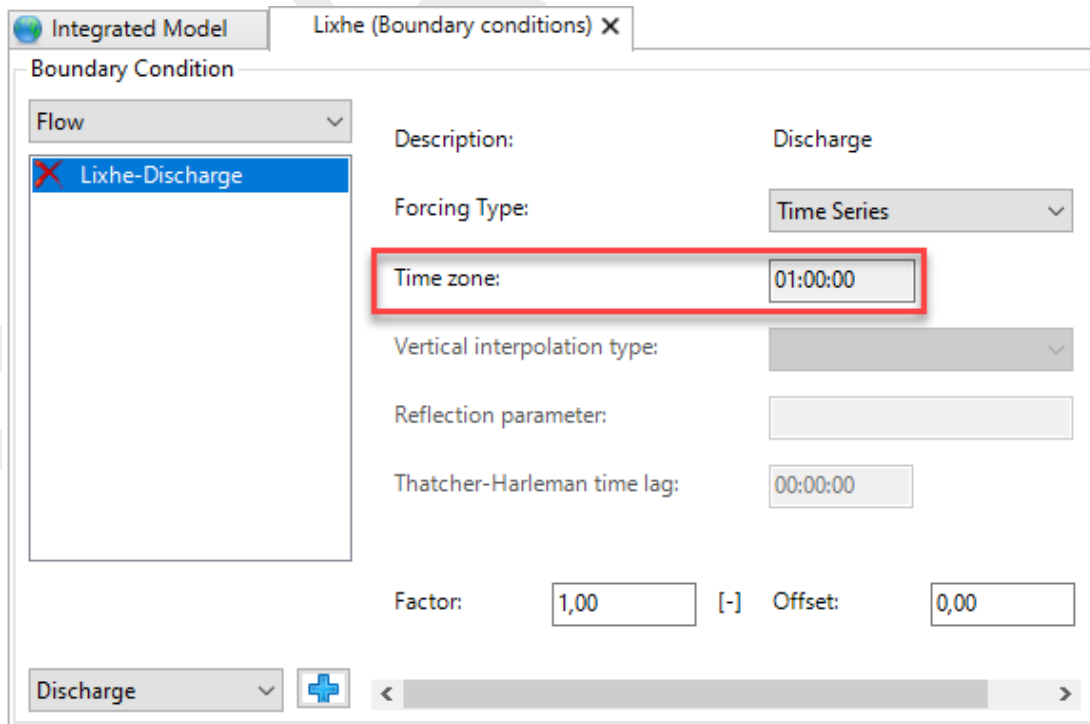 Integrated Model
Lixhe (Boundary conditions)
Boundary Condition
Flow
Lixhe-Discharge
Description: Discharge
Forcing Type: Time Series
Time zone: 01:00:00
Vertical interpolation type:
Reflection parameter:
Thatcher-Harleman time lag: 00:00:00
Factor: 1,00 [-] Offset: 0,00
Discharge